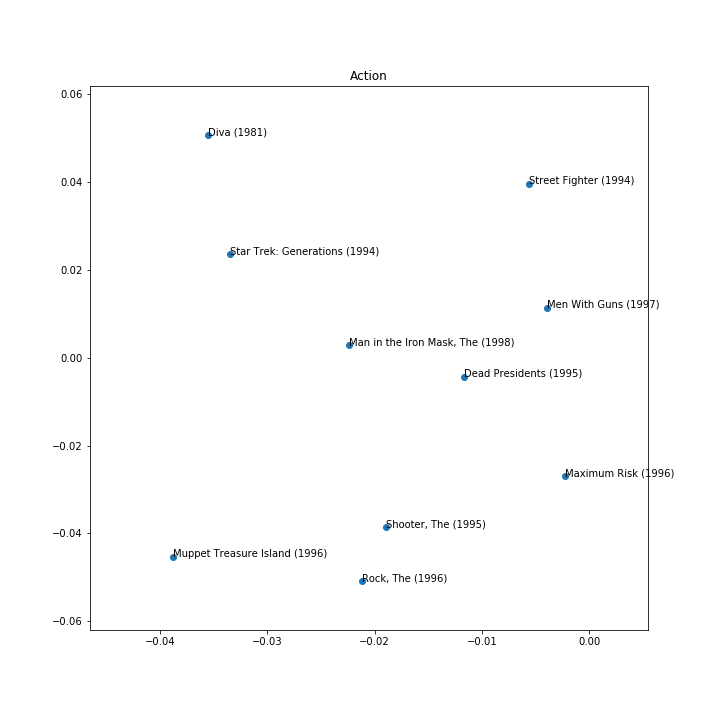 Action
0.06
Diva (1981)
0.04
Street Fighter (1994)
Star Trek: Generations (1994)
0.02
Men With Guns (1997)
Man in the Iron Mask, The (1998)
0.00
Dead Presidents (1995)
−0.02
Maximum Risk (1996)
Shooter, The (1995)
−0.04
Muppet Treasure Island (1996)
Rock, The (1996)
−0.06
−0.04 −0.03 −0.02 −0.01 0.00